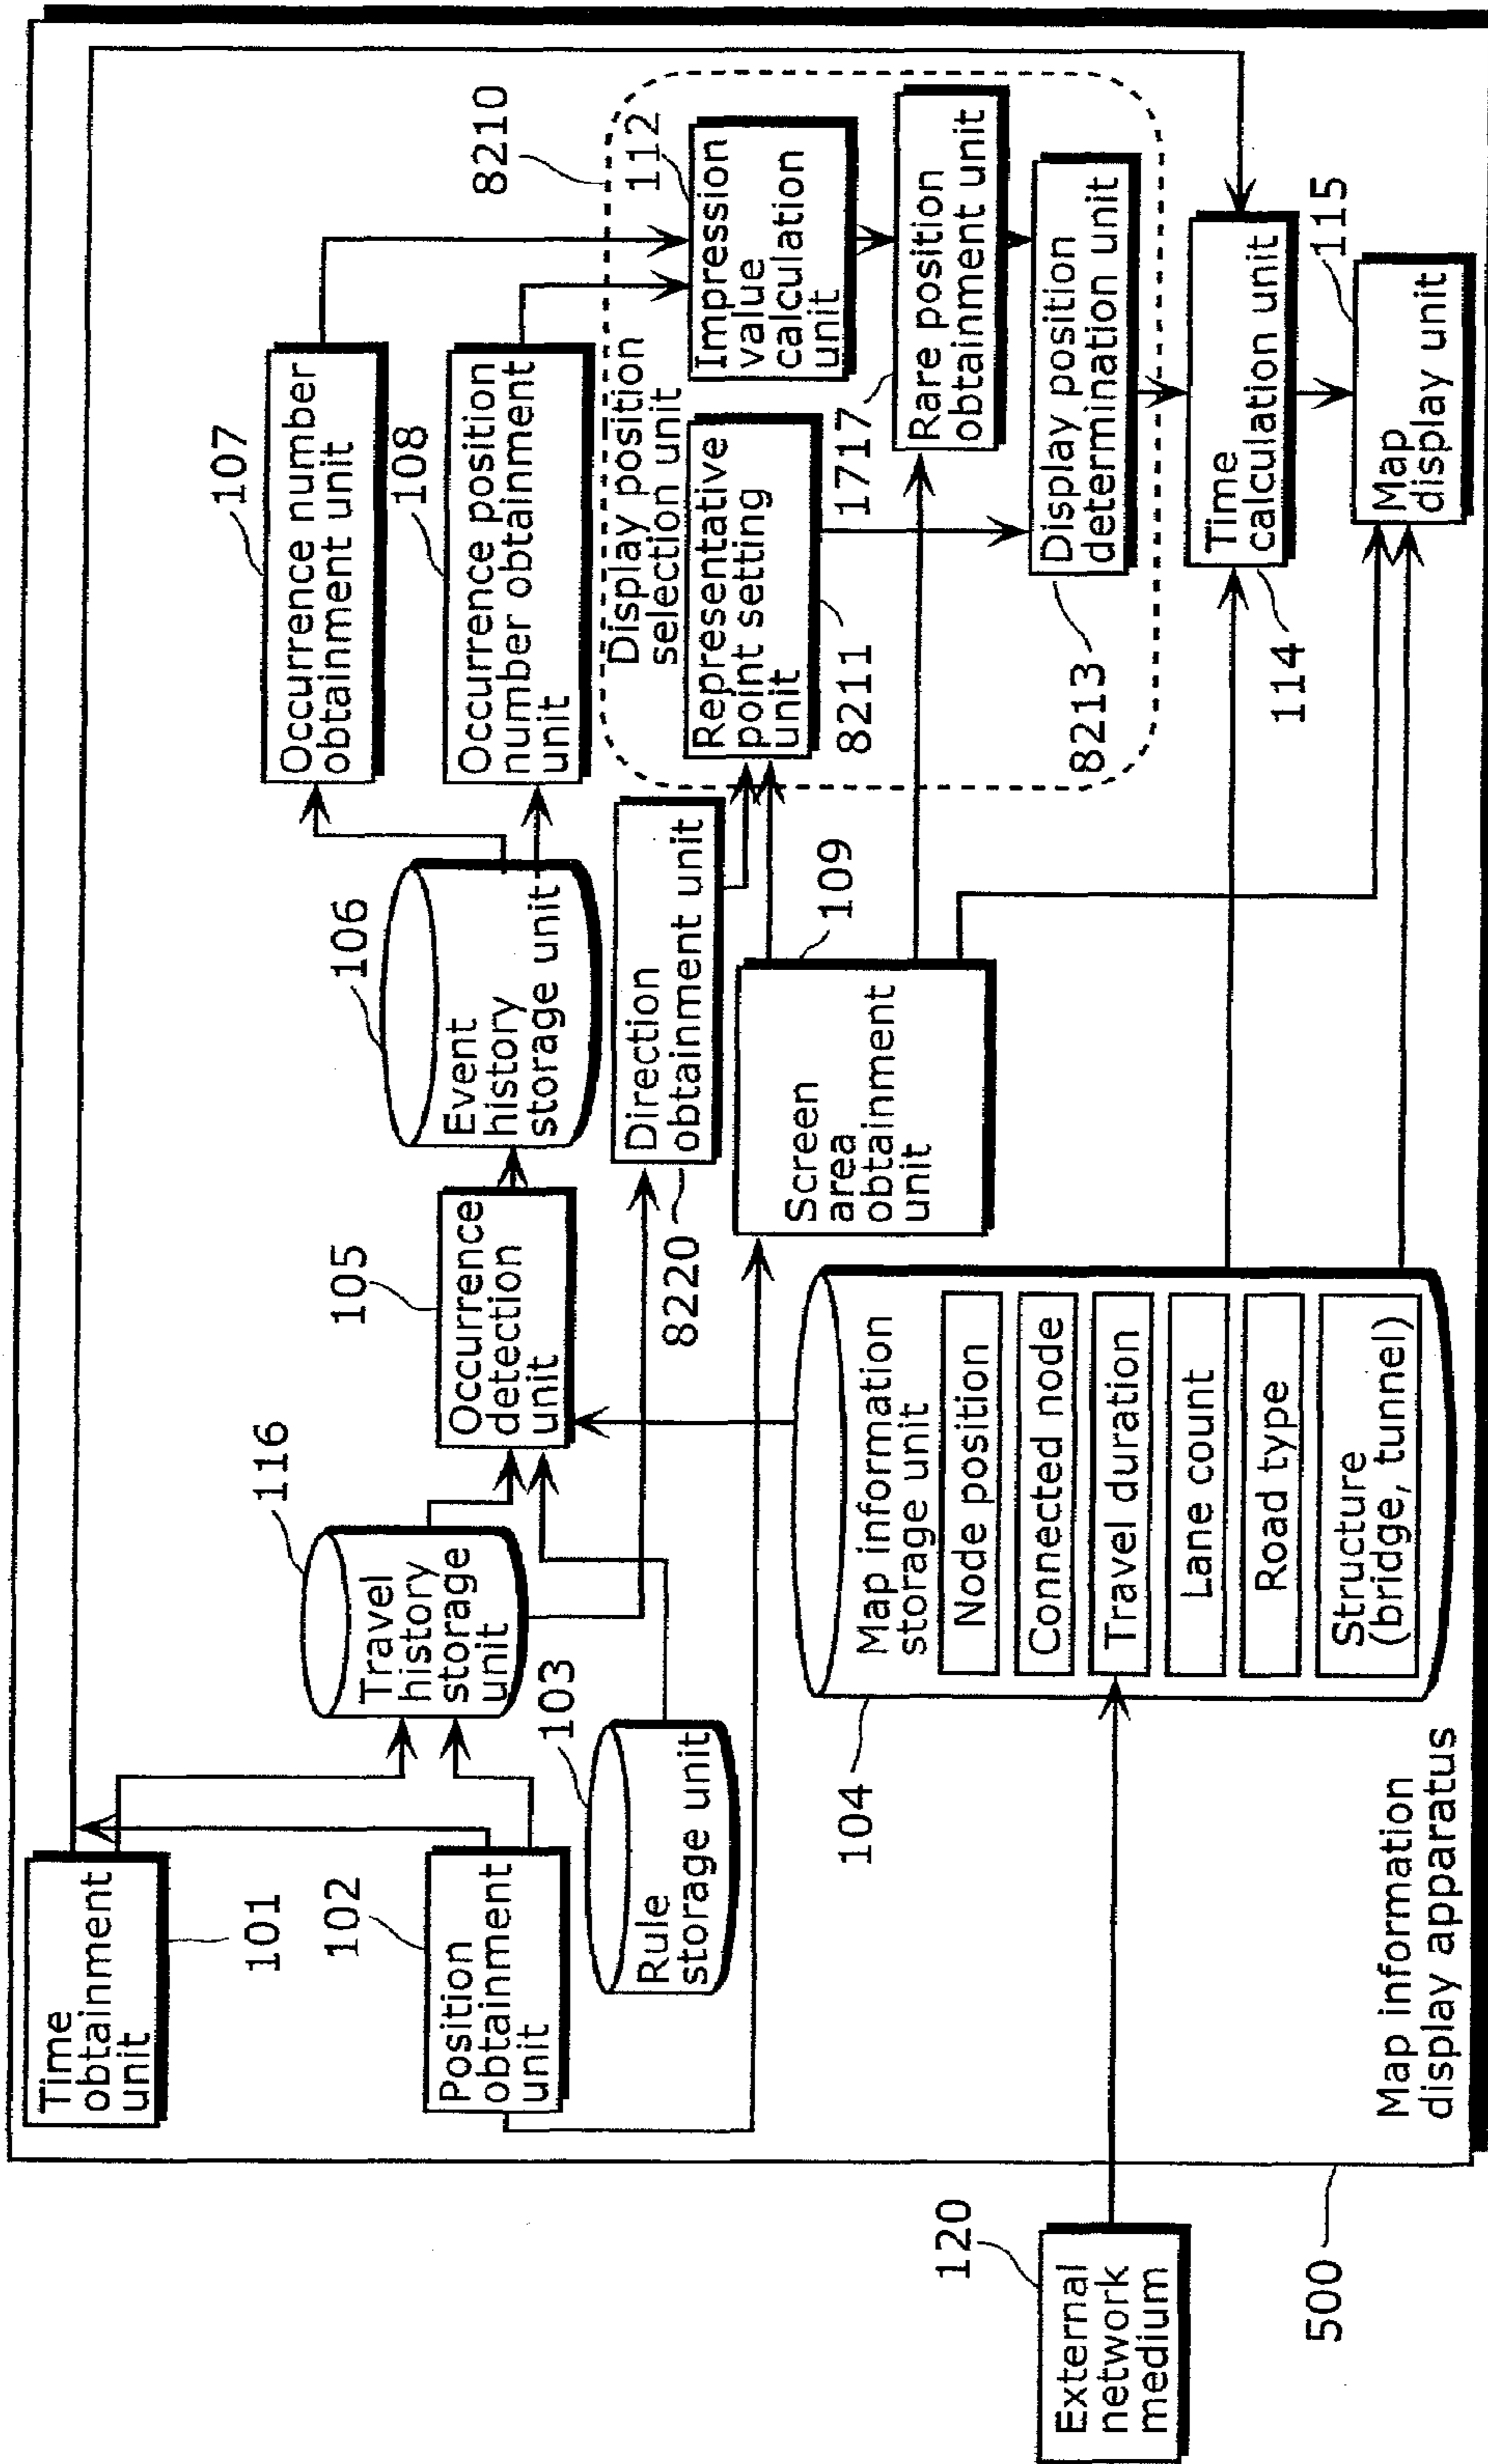 Time
obtainment
unit
101
102
Position
obtainment
unit
Rule
storage unit
103
116
Travel
history
storage
unit
105
Occurrence
detection
unit
106
Event
history
storage unit
107
Occurrence number
obtainment unit
108
Occurrence position
number obtainment
unit
8210
Display position
selection unit
112
Impression
value
calculation
unit
Representative
point setting
unit
8211
1717
Rare position
obtainment unit
Display position
determination unit
8213
Direction
obtainment unit
8220
109
Screen
area
obtainment
unit
Time
calculation unit
114
115
Map
display unit
104
Map information
storage unit
Node position
Connected node
Travel duration
Lane count
Road type
Structure
(bridge, tunnel)
Map information
display apparatus
500
120
External
network
medium